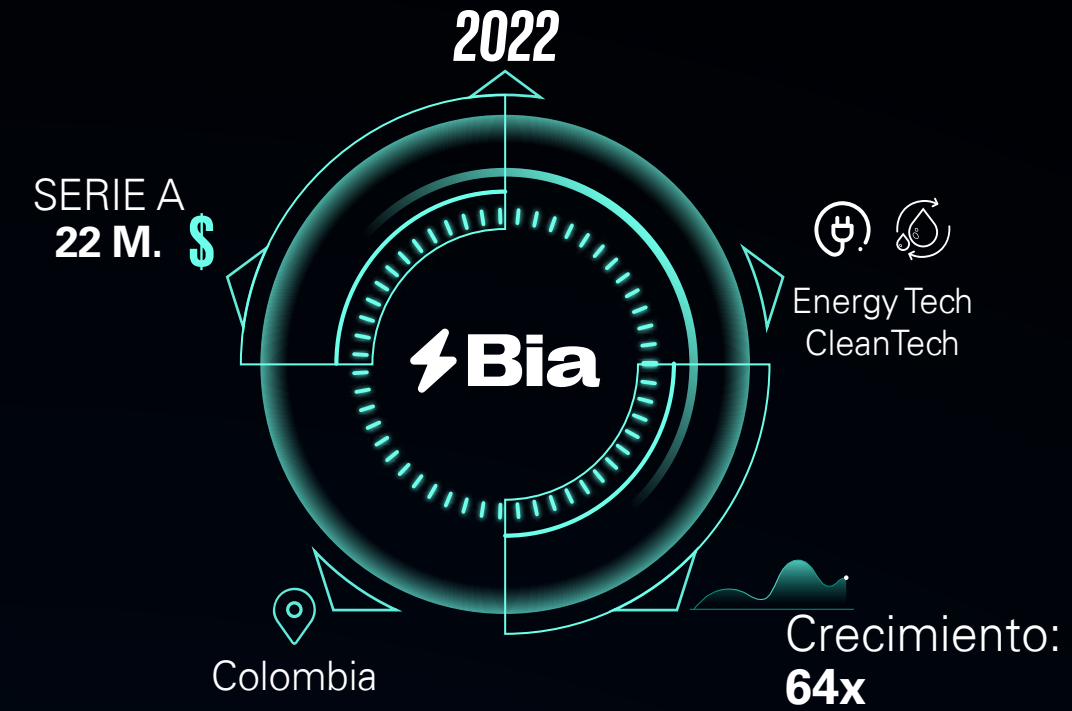 2022
SERIE A
22 M. $
Energy Tech
CleanTech
Bia
Colombia
Crecimiento:
64x